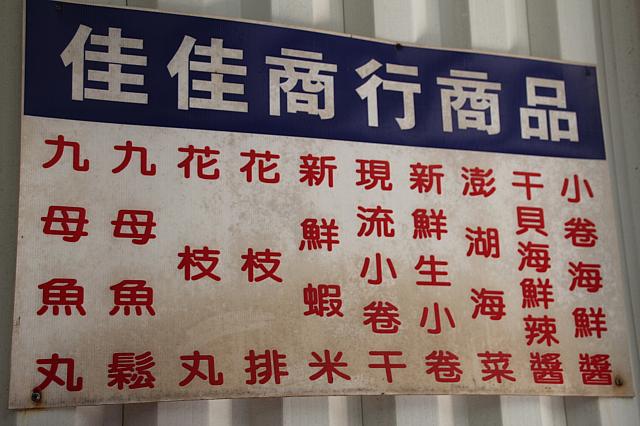 佳佳商行商品
小卷海鮮醬
干貝海鮮辣醬
澎湖海菜
新鮮生小卷
現流小卷干
新鮮蝦米
花枝排
花枝丸
九母魚鬆
九母魚丸